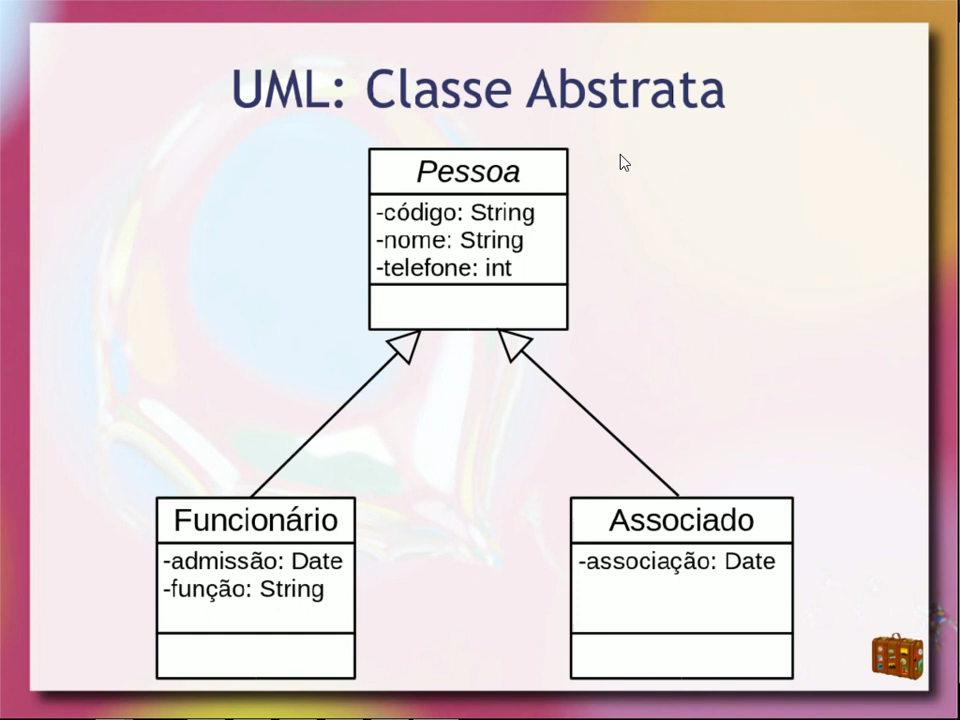 UML: Classe Abstrata
Pessoa
-código: String
-nome: String
-telefone: int
Funcionário
-admissão: Date
-função: String
Associado
-associação: Date